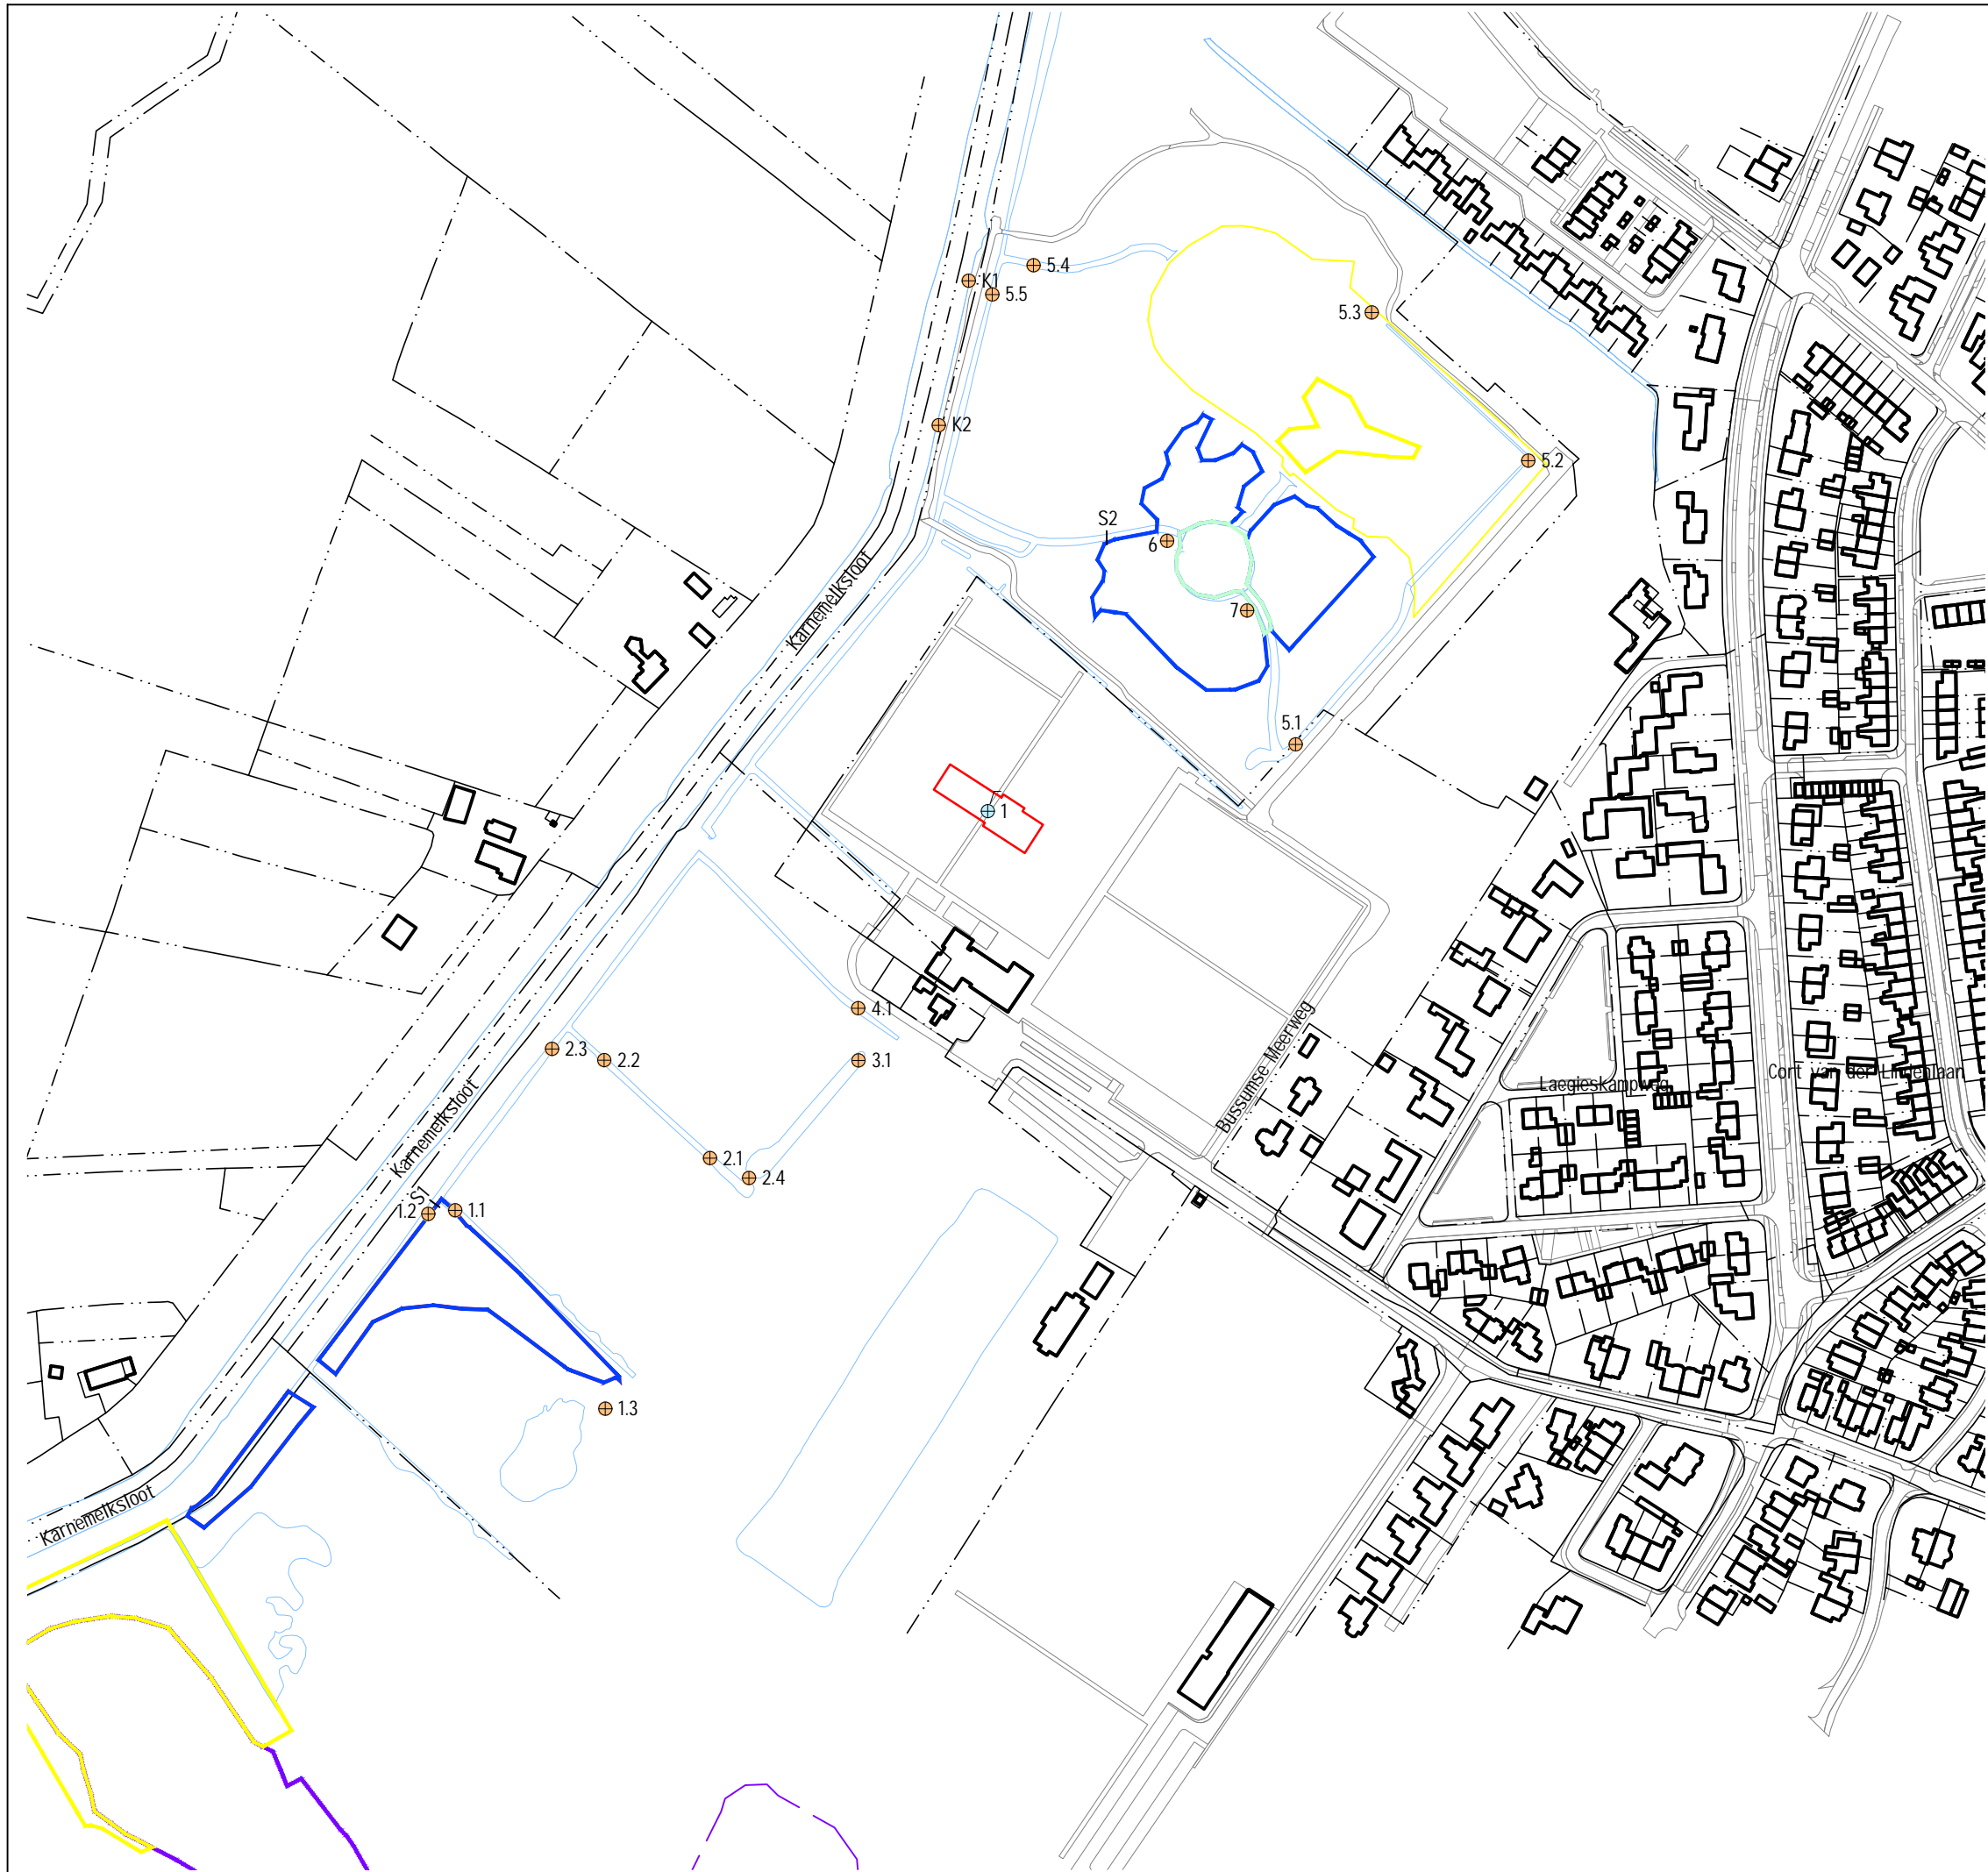 5.4
K1
5.5
5.3
K2
5.2
S2
6
Karnemelksloot
7
5.1
1
4.1
2.3
2.2
3.1
Bussumse Meerweg
Cort van der Lindenlaan
Laegieskampweg
Karnemelksloot
2.1
2.4
S1
1.2
1.1
1.3
Karnemelksloot